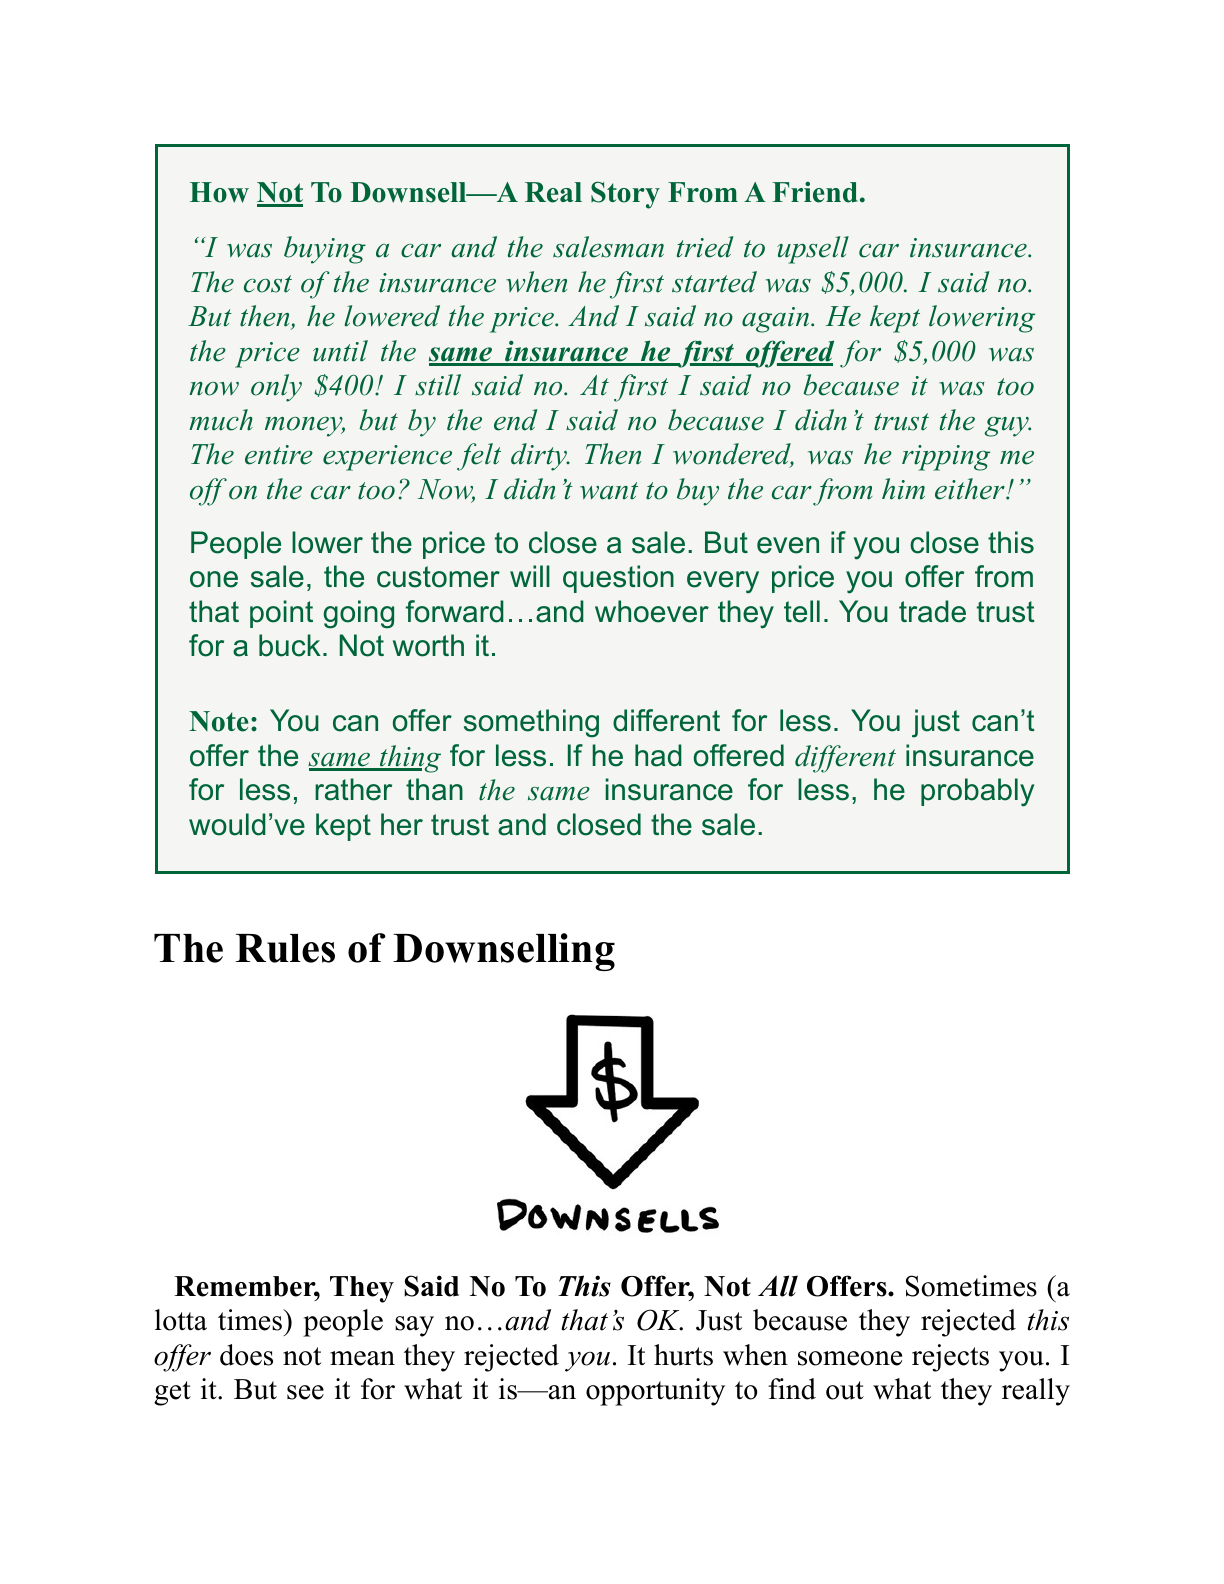 How Not To Downsell—A Real Story From A Friend.
“I was buying a car and the salesman tried to upsell car insurance.
The cost of the insurance when he first started was $5,000. I said no.
But then, he lowered the price. And I said no again. He kept lowering
the price until the same insurance he first offered for $5,000 was
now only $400! I still said no. At first I said no because it was too
much money, but by the end I said no because I didn’t trust the guy.
The entire experience felt dirty. Then I wondered, was he ripping me
off on the car too? Now, I didn’t want to buy the car from him either!”
People lower the price to close a sale. But even if you close this
one sale, the customer will question every price you offer from
that point going forward…and whoever they tell. You trade trust
for a buck. Not worth it.
Note: You can offer something different for less. You just can’t
offer the same thing for less. If he had offered different insurance
for less, rather than the same insurance for less, he probably
would’ve kept her trust and closed the sale.
The Rules of Downselling
$
DOWNSELLS
Remember, They Said No To This Offer, Not All Offers. Sometimes (a
lotta times) people say no…and that’s OK. Just because they rejected this
offer does not mean they rejected you. It hurts when someone rejects you. I
get it. But see it for what it is—an opportunity to find out what they really